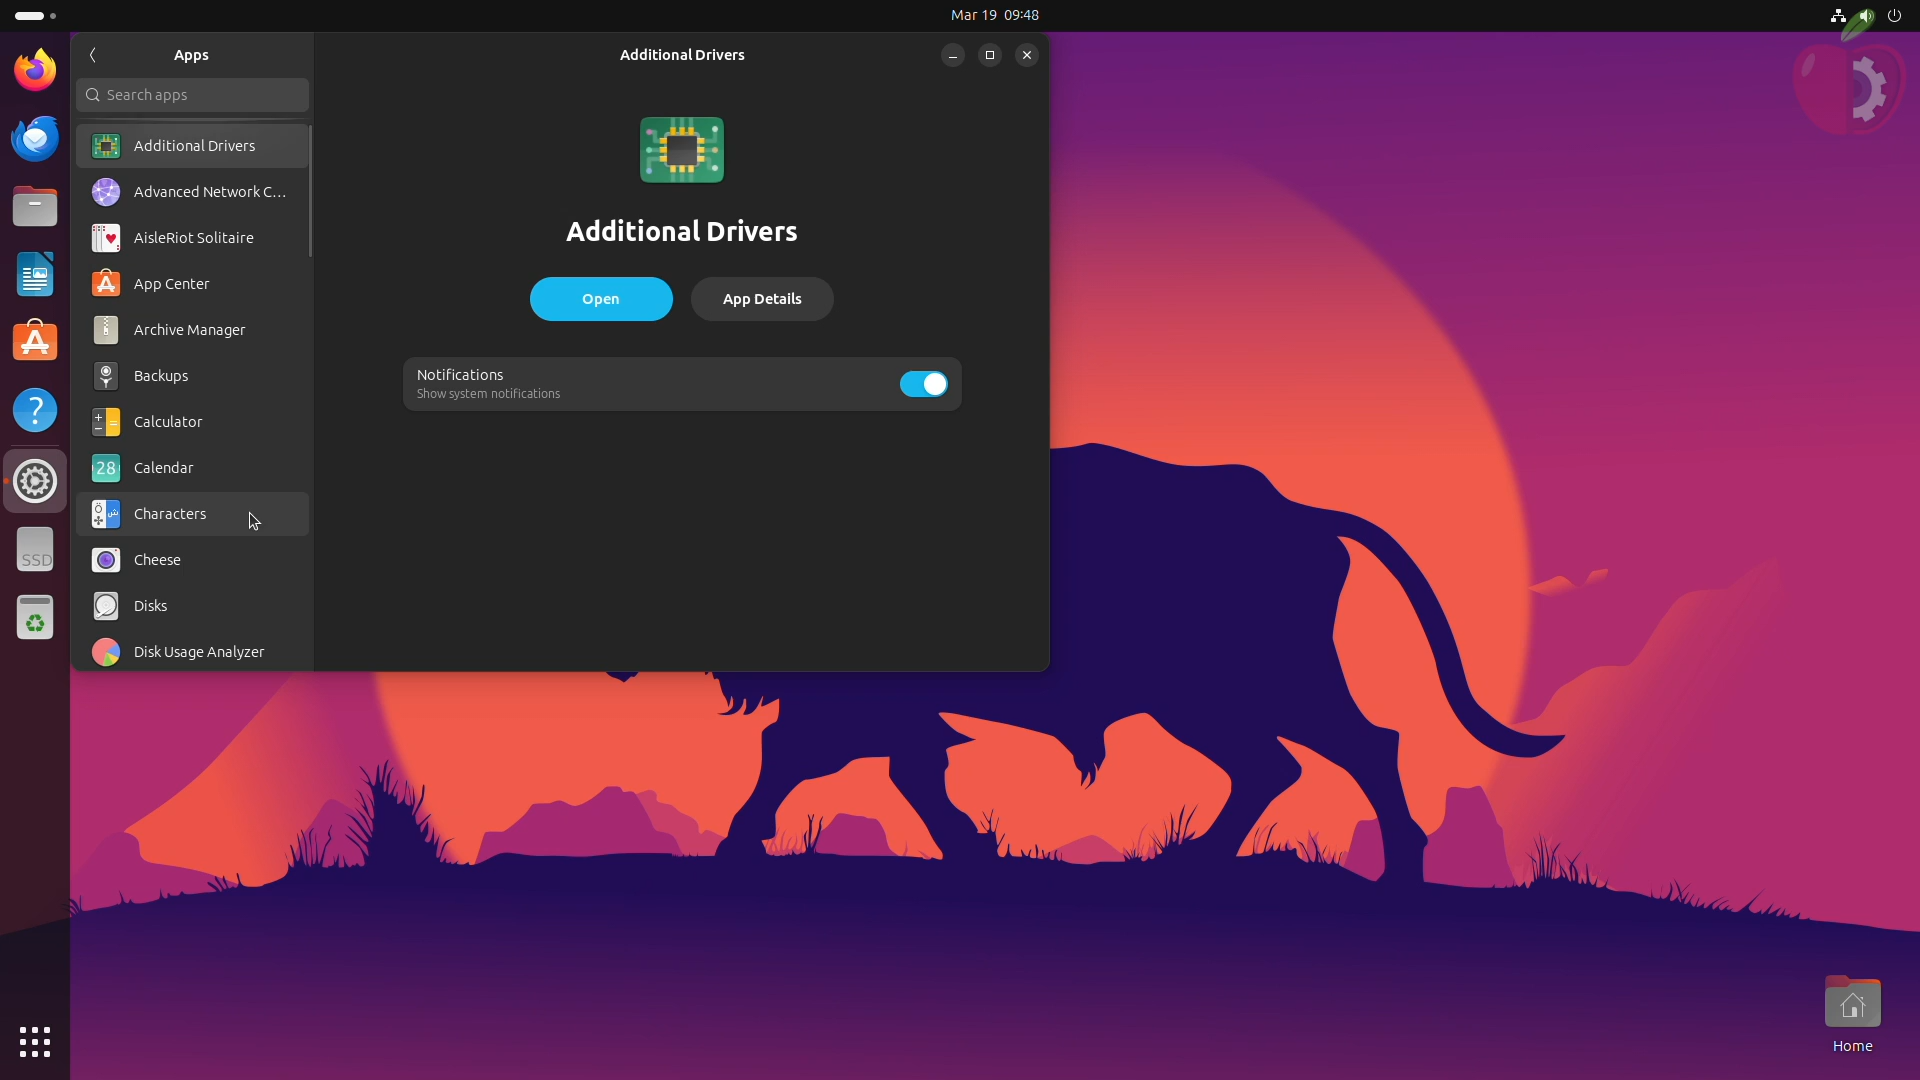 Mar 19 09:48
Apps
Additional Drivers
Search apps
Additional Drivers
Advanced Network C...
AisleRiot Solitaire
App Center
Archive Manager
Backups
Calculator
28 Calendar
Characters
Cheese
Disks
Disk Usage Analyzer
Additional Drivers
Open
App Details
Notifications
Show system notifications
SSD
Home